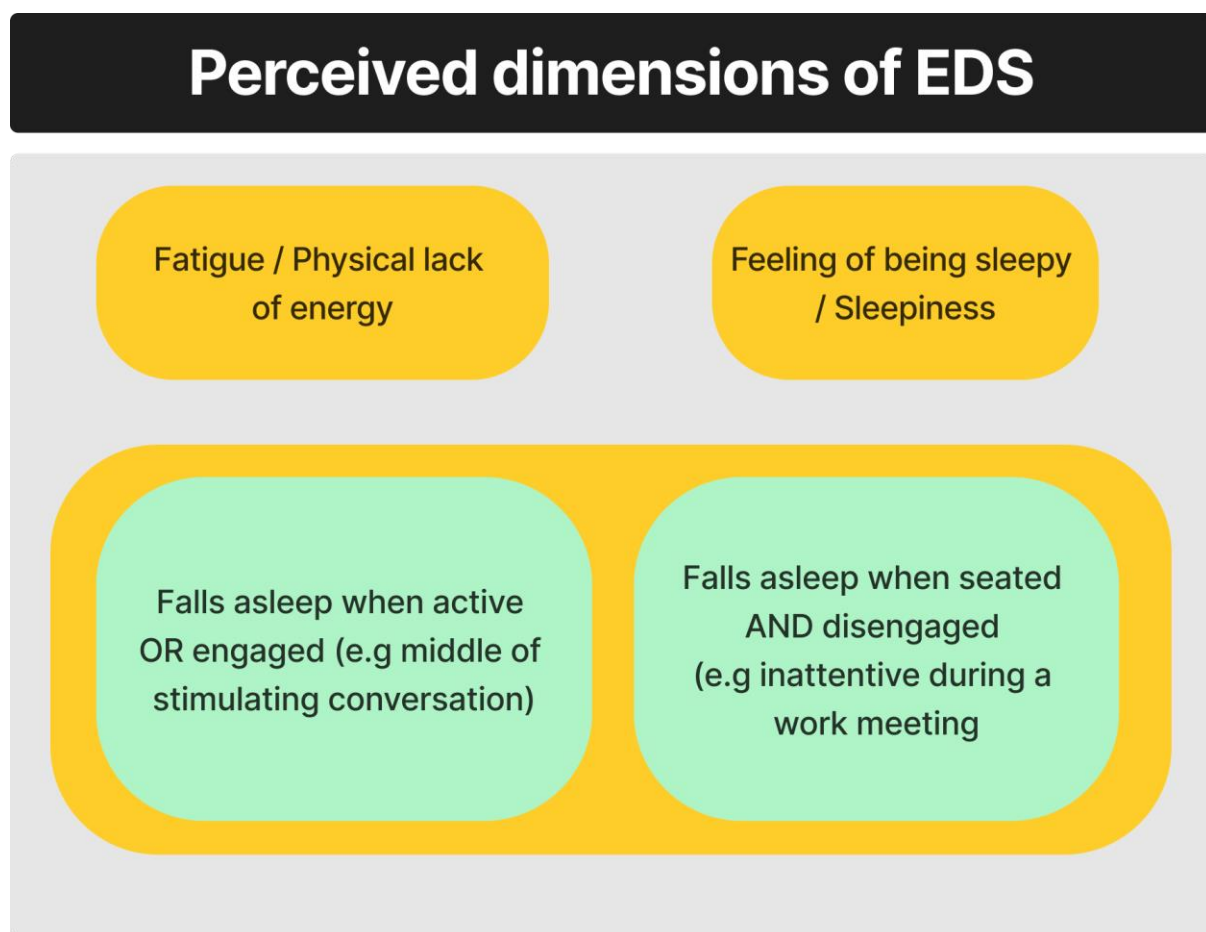 Perceived dimensions of EDS
Fatigue / Physical lack
of energy
Feeling of being sleepy
/ Sleepiness
Falls asleep when active
OR engaged (e.g middle of
stimulating conversation)
Falls asleep when seated
AND disengaged
(e.g inattentive during a
work meeting